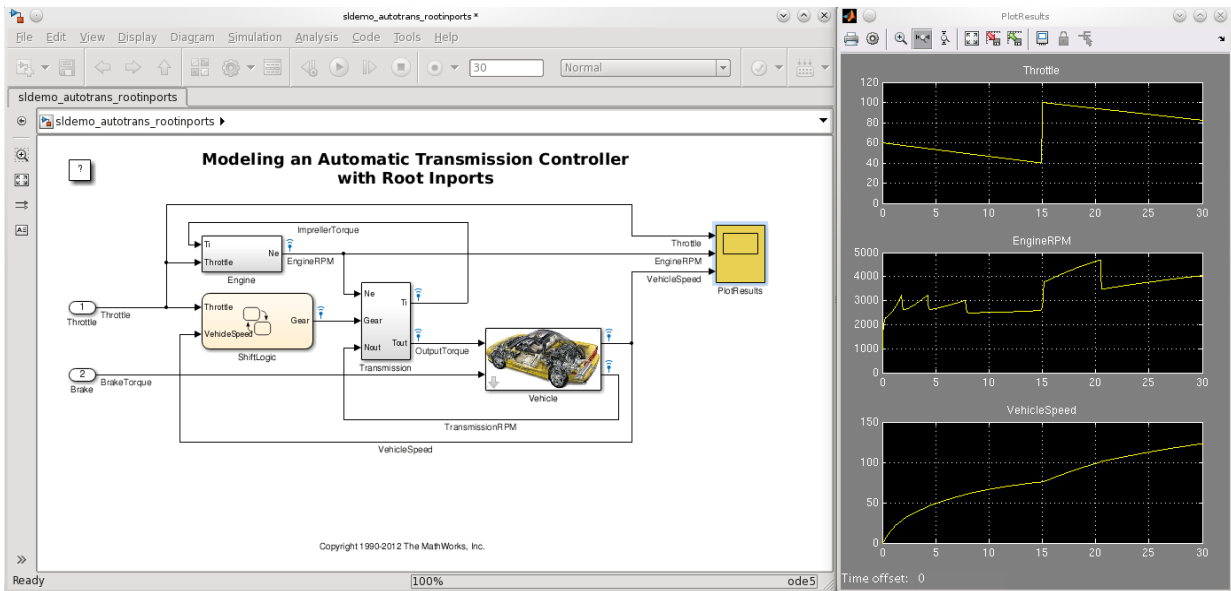 sldemo_autotrans_rootinports *
File Edit View Display Diagram Simulation Analysis Code Tools Help
30
Normal
sldemo_autotrans_rootinports
sldemo_autotrans_rootinports
?
Modeling an Automatic Transmission Controller
with Root Inports
ImprellerTorque
Ti
Throttle
Ne
Engine
EngineRPM
Throttle
EngineRPM
VehicleSpeed
PlotResults
1
Throttle
Throttle
Throttle
VehicleSpeed
Gear
ShiftLogic
Ne
Gear
Nout
Ti
Tout
Transmission
OutputTorque
Vehicle
2
Brake
BrakeTorque
TransmissionRPM
VehicleSpeed
Copyright 1990-2012 The MathWorks, Inc.
Ready
100%
ode5
PlotResults
Throttle
120
100
80
60
40
20
0
0 5 10 15 20 25 30
EngineRPM
5000
4000
3000
2000
1000
0
0 5 10 15 20 25 30
VehicleSpeed
150
100
50
0
0 5 10 15 20 25 30
Time offset: 0